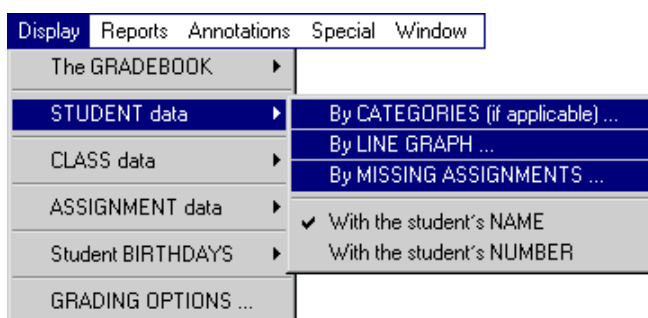 Display Reports Annotations Special Window
The GRADEBOOK
STUDENT data
By CATEGORIES (if applicable) ...
By LINE GRAPH ...
CLASS data
By MISSING ASSIGNMENTS ...
ASSIGNMENT data
With the student's NAME
Student BIRTHDAYS
With the student's NUMBER
GRADING OPTIONS ...